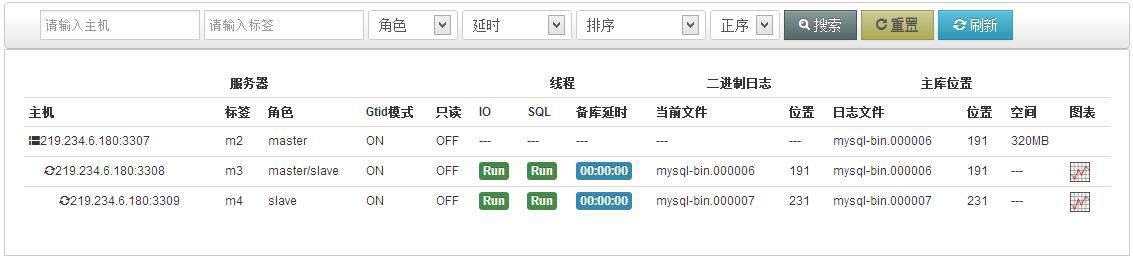 请输入主机 请输入标签 角色 延时 排序 正序 搜索 重置 刷新
服务器 线程 二进制日志 主库位置
主机 标签 角色 Gtid模式 只读 IO SQL 备库延时 当前文件 位置 日志文件 位置 空间 图表
219.234.6.180:3307 m2 master ON OFF --- --- --- --- --- mysql-bin.000006 191 320MB
219.234.6.180:3308 m3 master/slave ON OFF Run Run 00:00:00 mysql-bin.000006 191 mysql-bin.000006 191 ---
219.234.6.180:3309 m4 slave ON OFF Run Run 00:00:00 mysql-bin.000007 231 mysql-bin.000007 231 ---